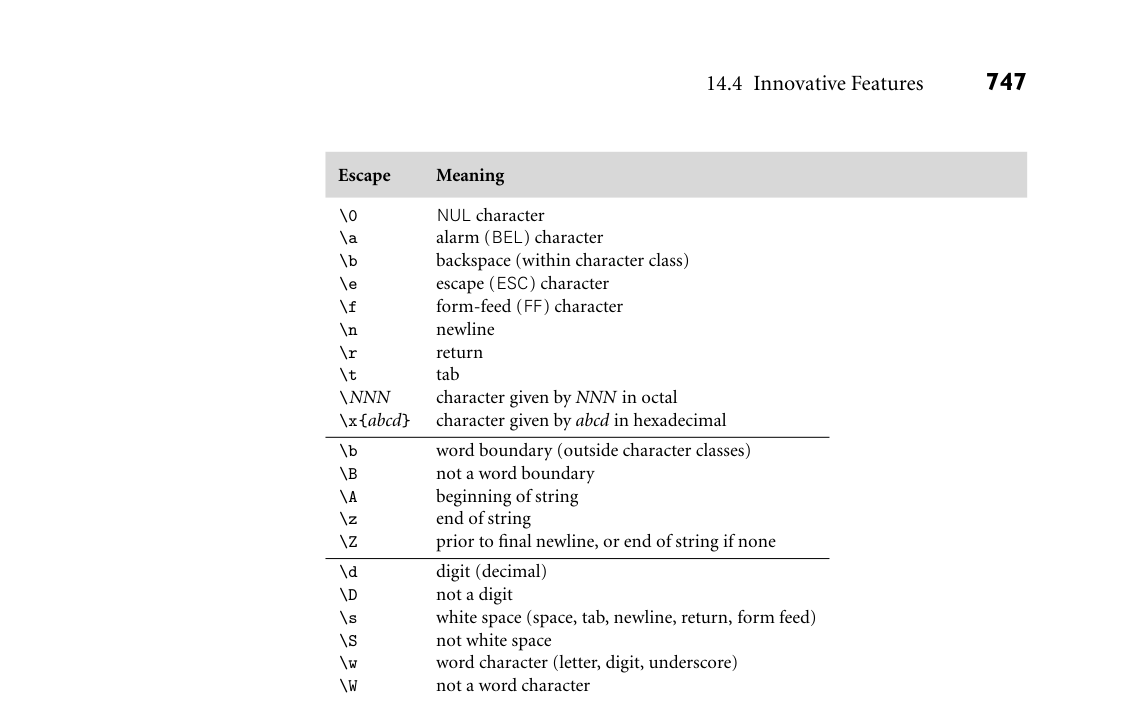 14.4 Innovative Features 747
Escape Meaning
\0 NUL character
\a alarm (BEL) character
\b backspace (within character class)
\e escape (ESC) character
\f form-feed (FF) character
\n newline
\r return
\t tab
\NNN character given by NNN in octal
\x{abcd} character given by abcd in hexadecimal
\b word boundary (outside character classes)
\B not a word boundary
\A beginning of string
\z end of string
\Z prior to final newline, or end of string if none
\d digit (decimal)
\D not a digit
\s white space (space, tab, newline, return, form feed)
\S not white space
\w word character (letter, digit, underscore)
\W not a word character